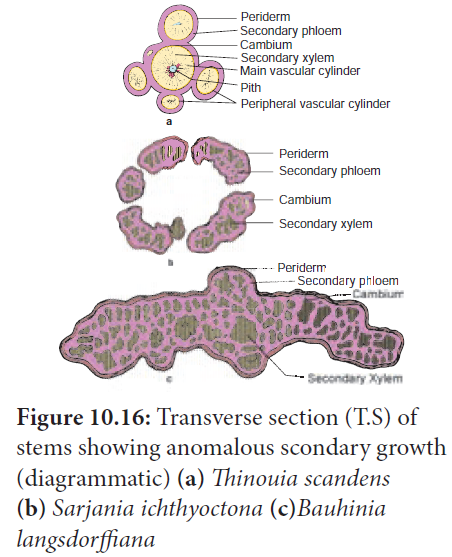 Periderm
Secondary phloem
Cambium
Secondary xylem
Main vascular cylinder
Pith
Peripheral vascular cylinder
a
Periderm
Secondary phloem
Cambium
Secondary xylem
b
Periderm
Secondary phloem
Cambium
Secondary Xylem
c
Figure 10.16: Transverse section (T.S) of
stems showing anomalous scondary growth
(diagrammatic) (a) Thinouia scandens
(b) Sarjania ichthyoctona (c)Bauhinia
langsdorffiana